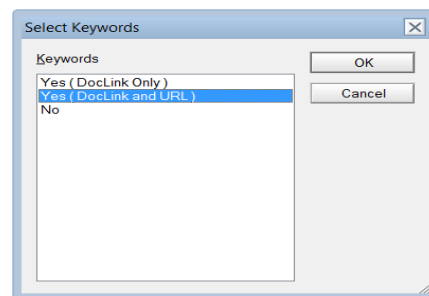 Select Keywords
Keywords
Yes ( DocLink Only )
Yes ( DocLink and URL )
No
OK
Cancel